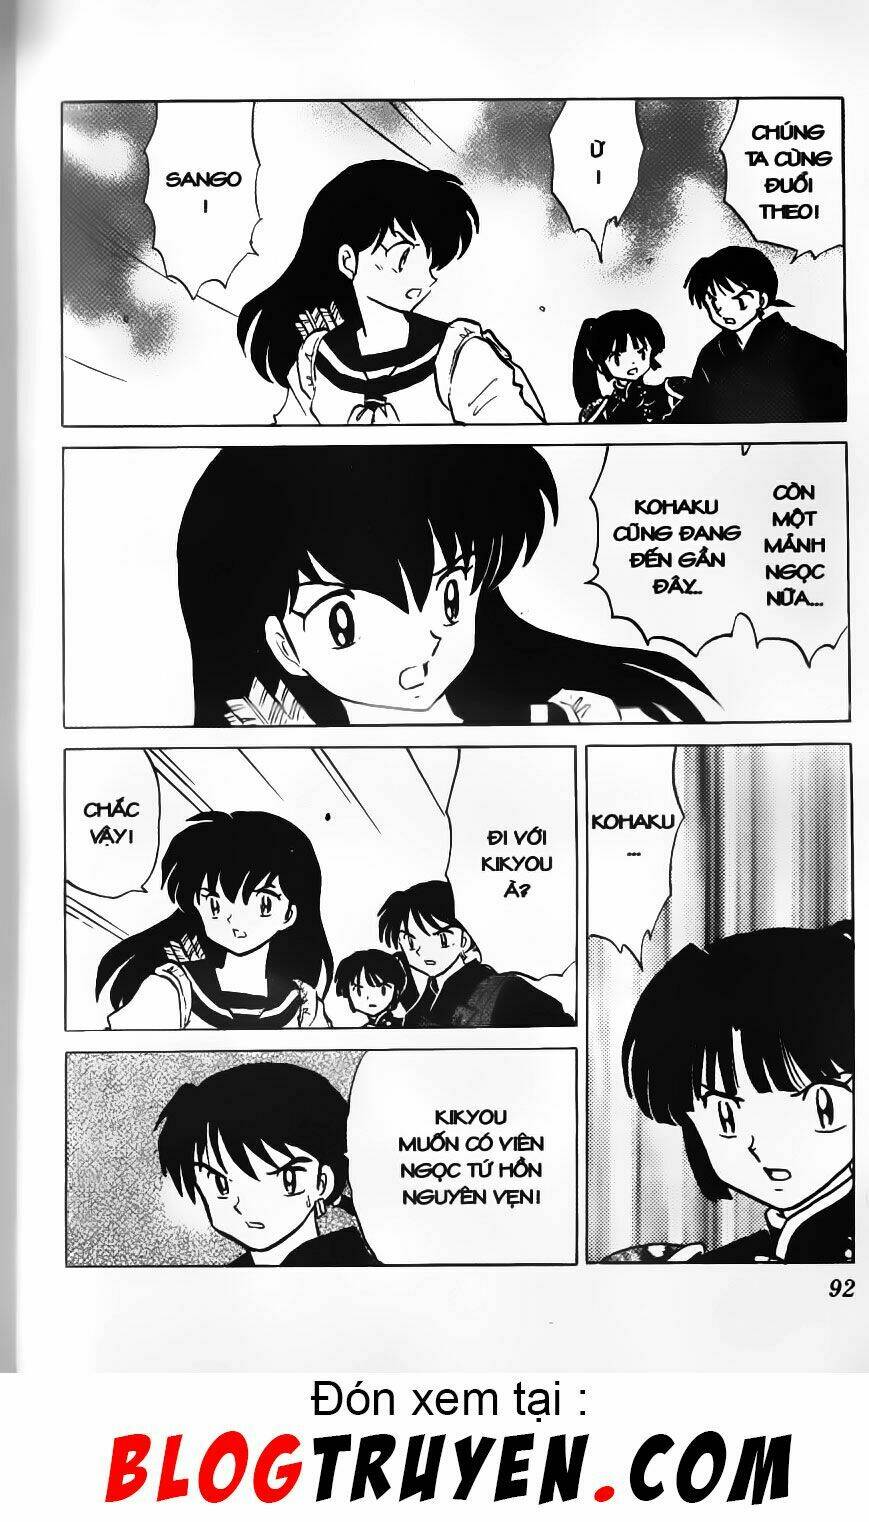 CHÚNG
TA CÙNG
ĐUỔI
THEO!
Ừ
!
SANGO
!
CÒN
MỘT
MẢNH
NGỌC
NỮA...
KOHAKU
CŨNG ĐANG
ĐẾN GẦN
ĐÂY...
KOHAKU
...
ĐI VỚI
KIKYOU
À?
CHẮC
VẬY!
KIKYOU
MUỐN CÓ VIÊN
NGỌC TỨ HỒN
NGUYÊN VẸN!
92
Đón xem tại :
BLOGTRUYEN.COM